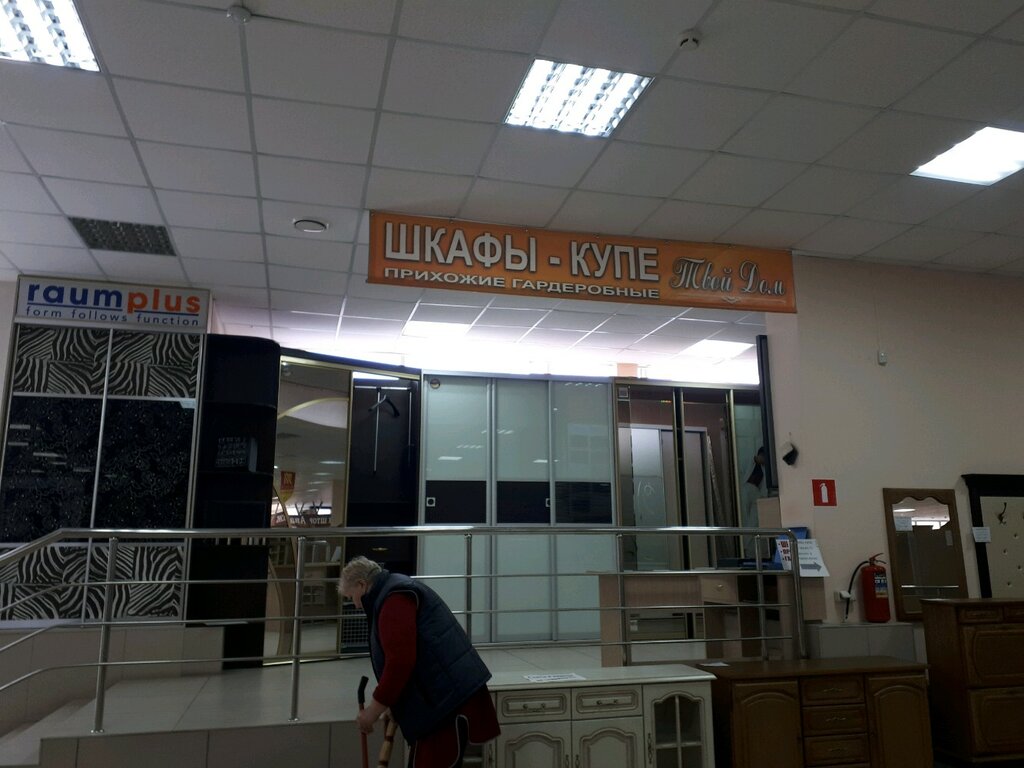 raumplus
form follows function
ШКАФЫ - КУПЕ
ПРИХОЖИЕ ГАРДЕРОБНЫЕ
Твой Дом